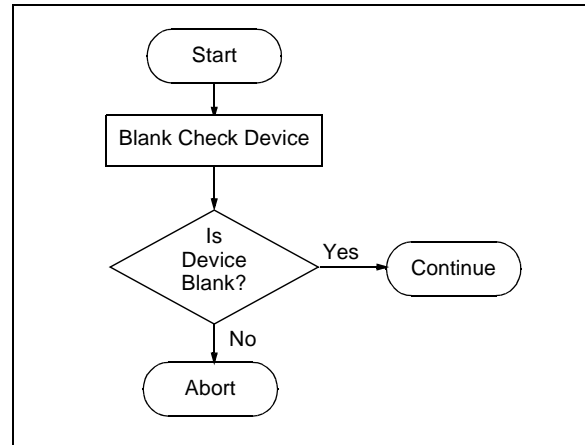 Start
Blank Check Device
Is
Device
Blank?
Yes
Continue
No
Abort